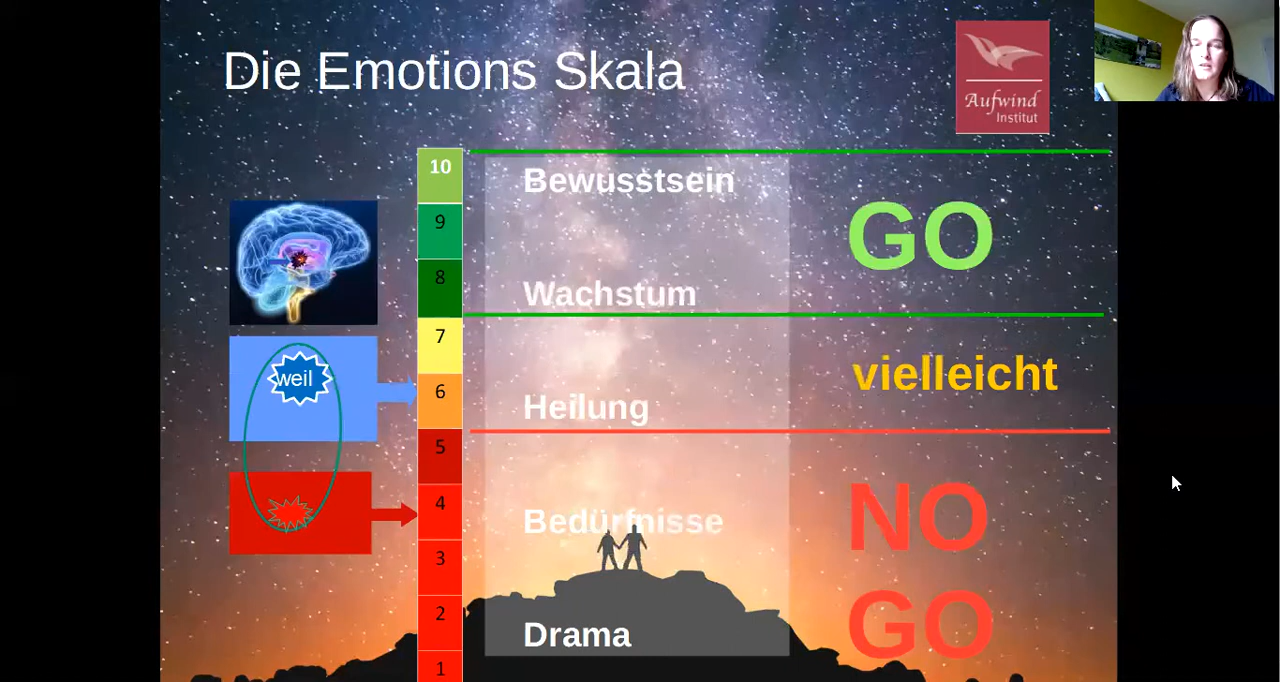 Die Emotions Skala
Aufwind
Institut
10
Bewusstsein
9
GO
8
Wachstum
7
vielleicht
weil
6
Heilung
5
4
Bedürfnisse
NO
3
2
GO
Drama
1